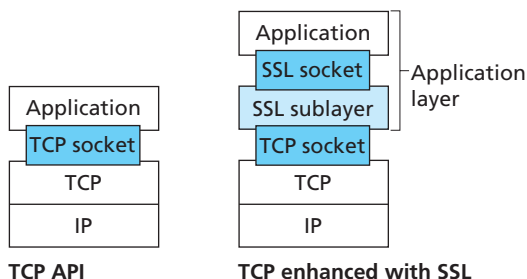 Application
TCP socket
TCP
IP
TCP API
Application
SSL socket
SSL sublayer
TCP socket
TCP
IP
Application
layer
TCP enhanced with SSL